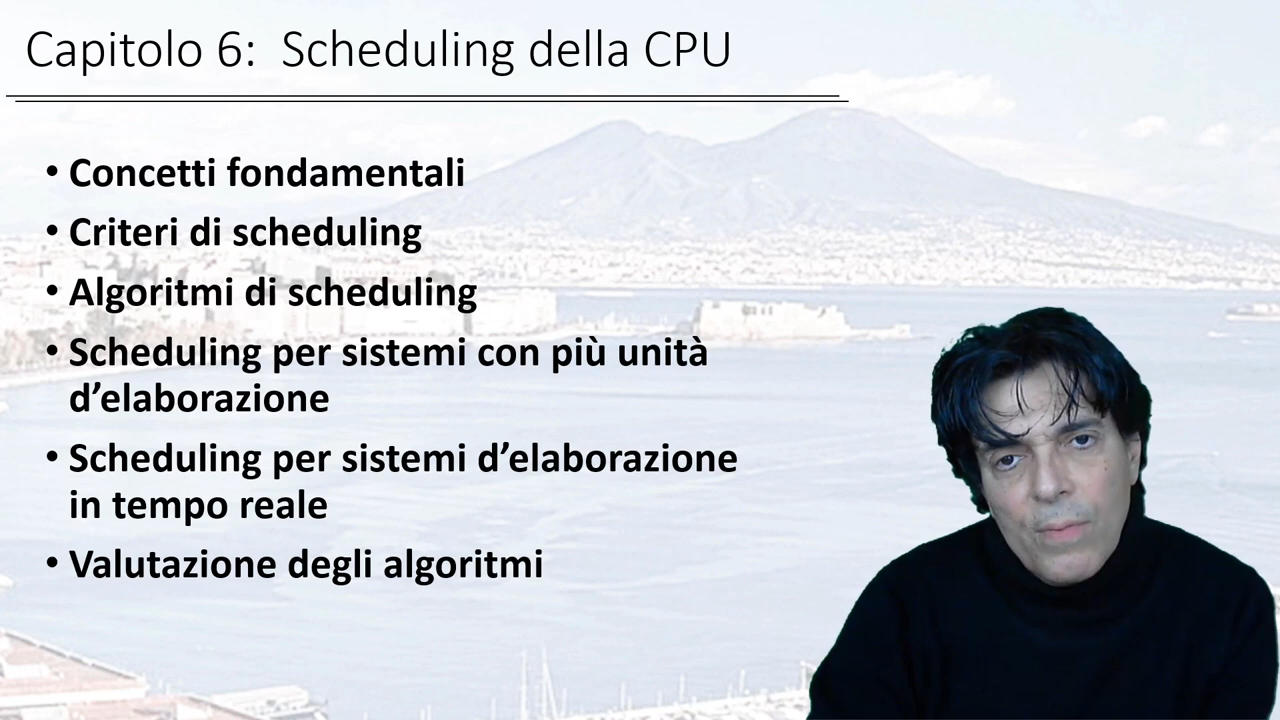 Capitolo 6:  Scheduling della CPU
• Concetti fondamentali
• Criteri di scheduling
• Algoritmi di scheduling
• Scheduling per sistemi con più unità
d’elaborazione
• Scheduling per sistemi d’elaborazione
in tempo reale
• Valutazione degli algoritmi